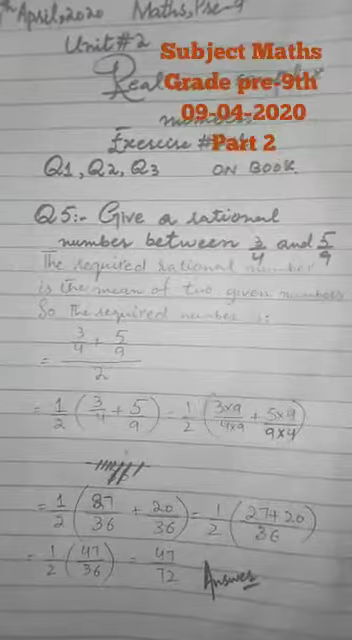 April,2020 Maths,Pre-9
Unit#2
Subject Maths
Real
Grade pre-9th
09-04-2020
Exercise #
Part 2
Q1, Q2, Q3 ON BOOK
Q5:- Give a rational
number between 3/4 and 5/9
The required rational number
is the mean of two given numbers
So the required number is:
= (3/4 + 5/9) / 2
= 1/2 (3/4 + 5/9) = 1/2 (3×9/4×9 + 5×4/9×4)
= 1/2 (27/36 + 20/36) = 1/2 (27+20/36)
= 1/2 (47/36) = 47/72 Answer